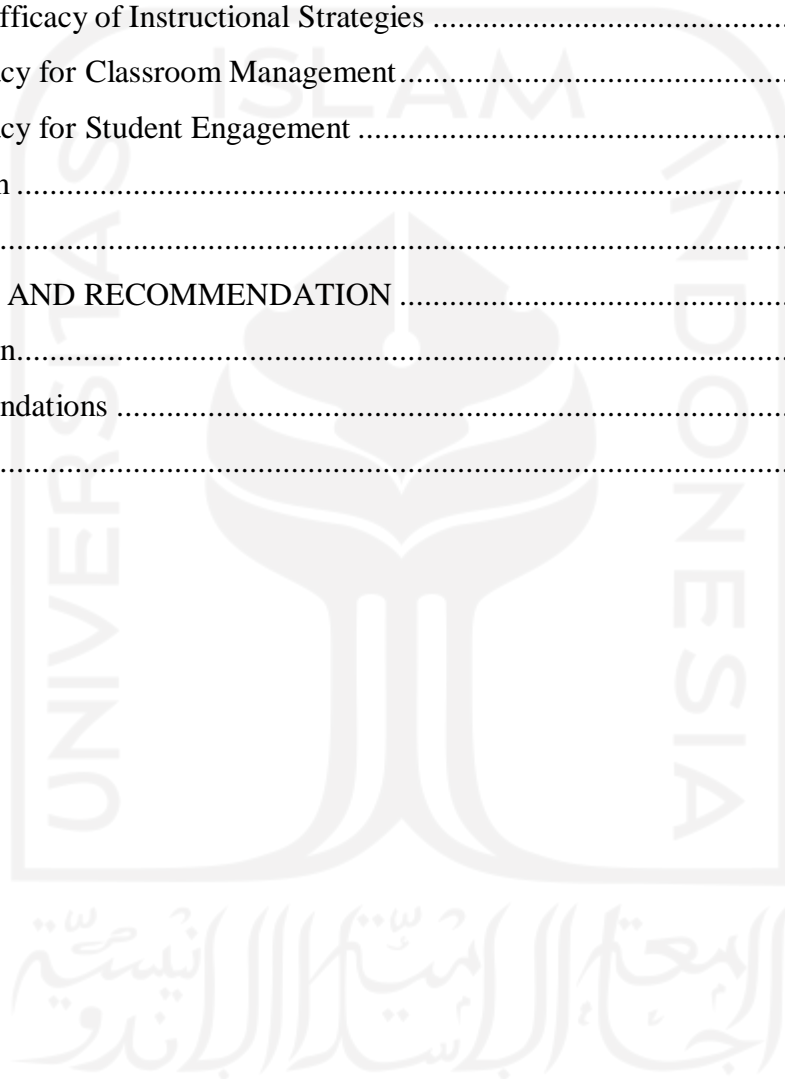 fficacy of Instructional Strategies ...............................................
cy for Classroom Management ...................................................
cy for Student Engagement ........................................................
n ....................................................................................................
......................................................................................................
AND RECOMMENDATION ..................................................
n.....................................................................................................
ndations .......................................................................................
......................................................................................................
ISLAM
UNIVERSITAS
INDONESIA